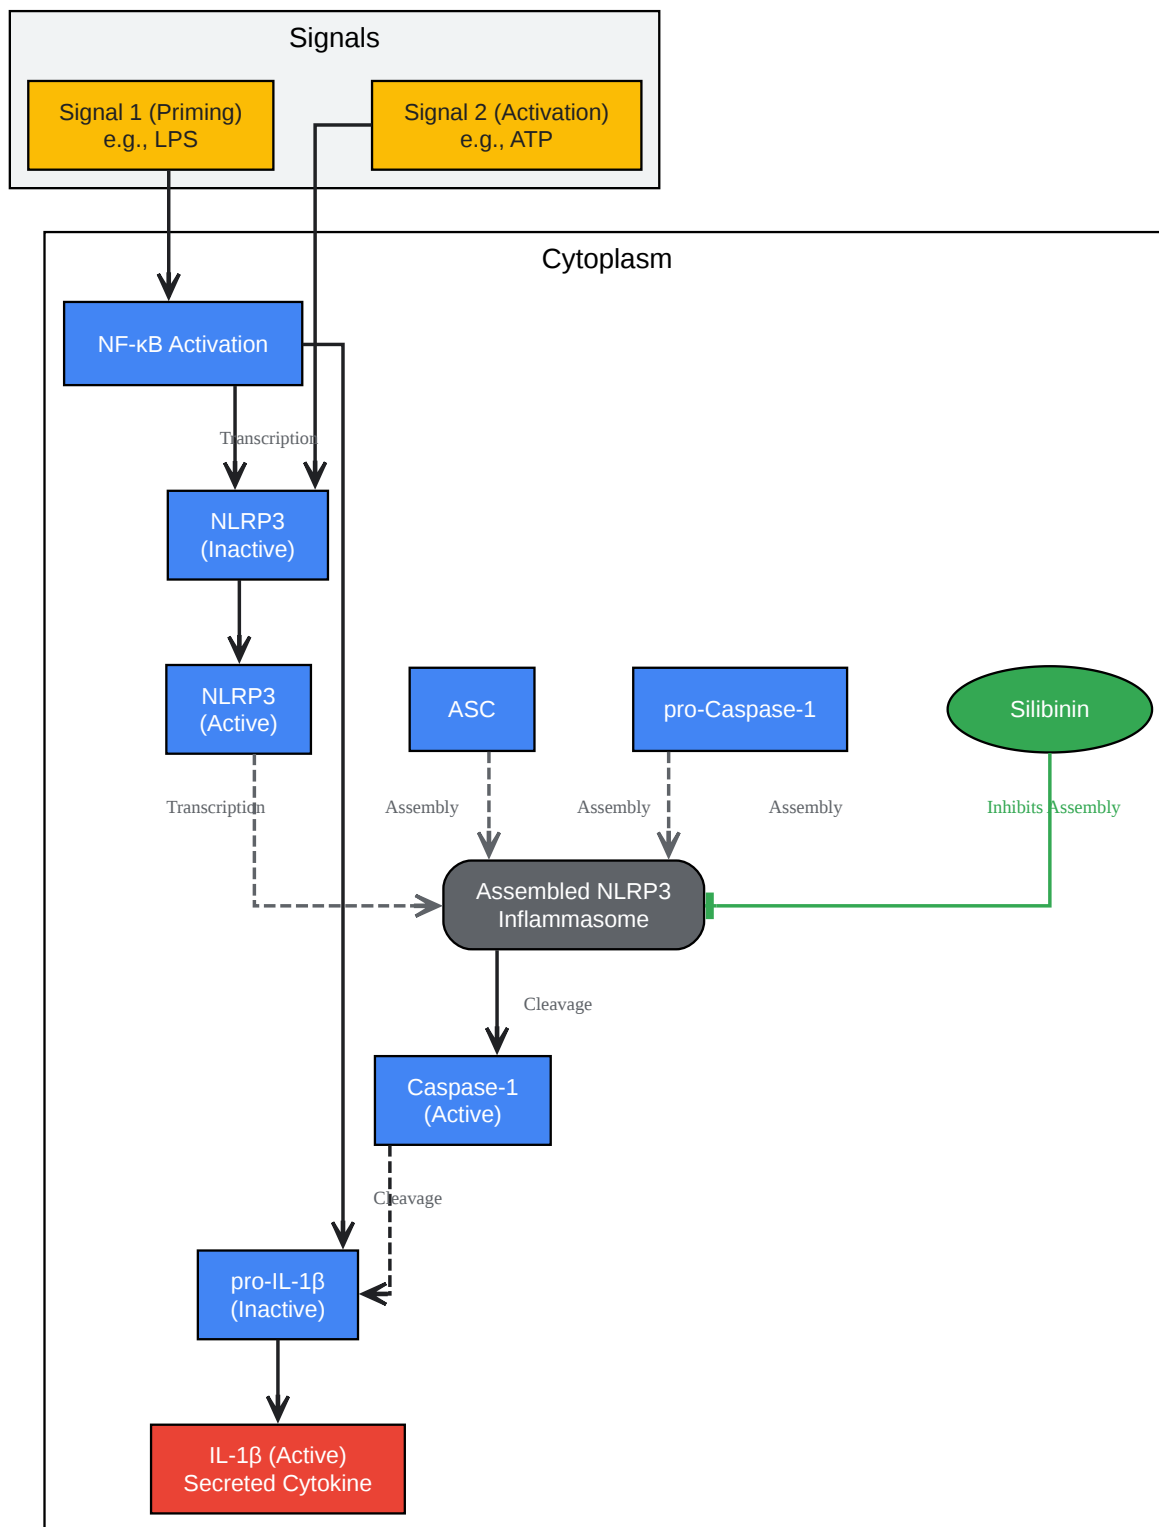 Signals
Signal 1 (Priming)
e.g., LPS
Signal 2 (Activation)
e.g., ATP
Cytoplasm
NF-κB Activation
Transcription
NLRP3
(Inactive)
NLRP3
(Active)
ASC
pro-Caspase-1
Silibinin
Transcription
Assembly
Assembly
Assembly
Inhibits Assembly
Assembled NLRP3
Inflammasome
Cleavage
Caspase-1
(Active)
Cleavage
pro-IL-1β
(Inactive)
IL-1β (Active)
Secreted Cytokine